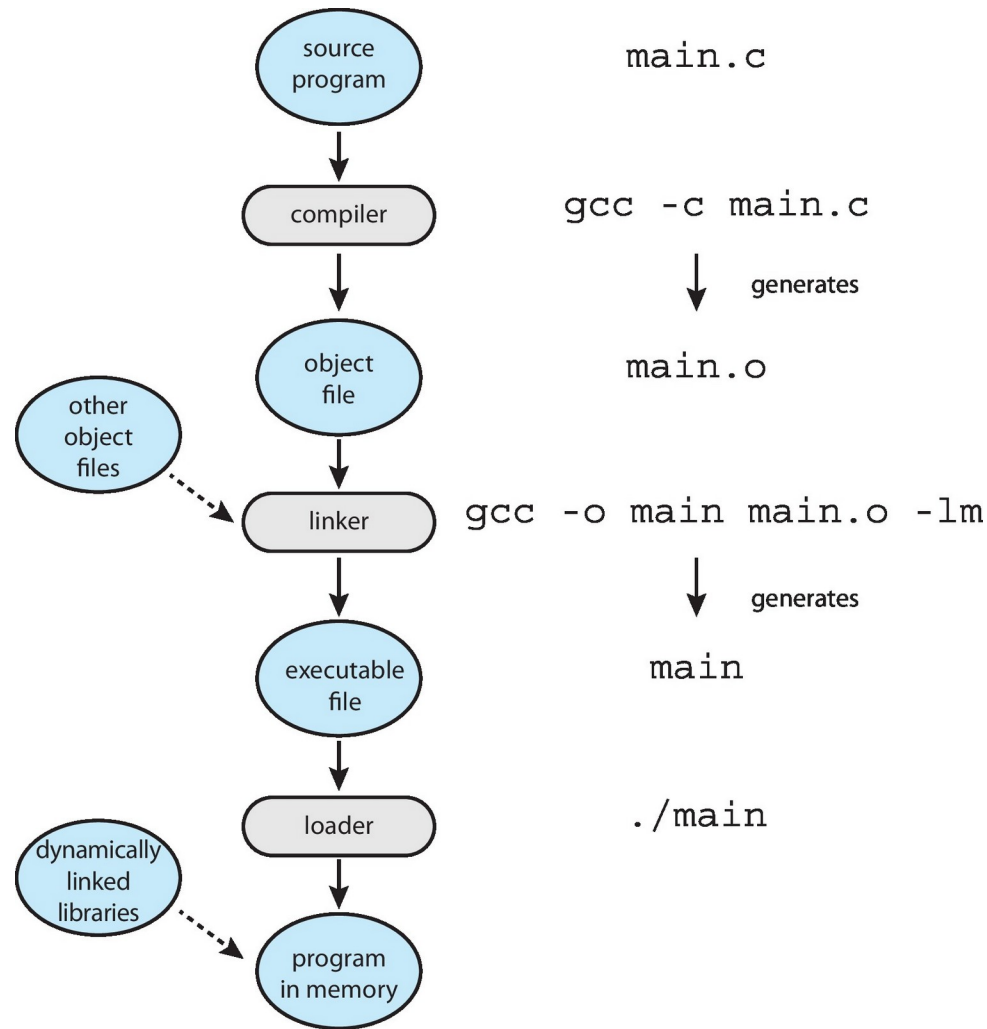 source
program
main.c
compiler
gcc -c main.c
generates
object
file
main.o
other
object
files
linker
gcc -o main main.o -lm
generates
executable
file
main
loader
./main
dynamically
linked
libraries
program
in memory